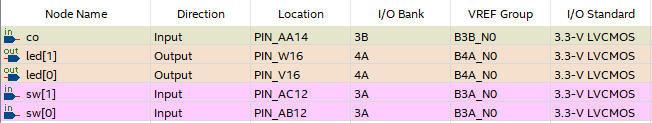 Node Name Direction Location I/O Bank VREF Group I/O Standard
in co Input PIN_AA14 3B B3B_N0 3.3-V LVCMOS
out led[1] Output PIN_W16 4A B4A_N0 3.3-V LVCMOS
out led[0] Output PIN_V16 4A B4A_N0 3.3-V LVCMOS
in sw[1] Input PIN_AC12 3A B3A_N0 3.3-V LVCMOS
in sw[0] Input PIN_AB12 3A B3A_N0 3.3-V LVCMOS